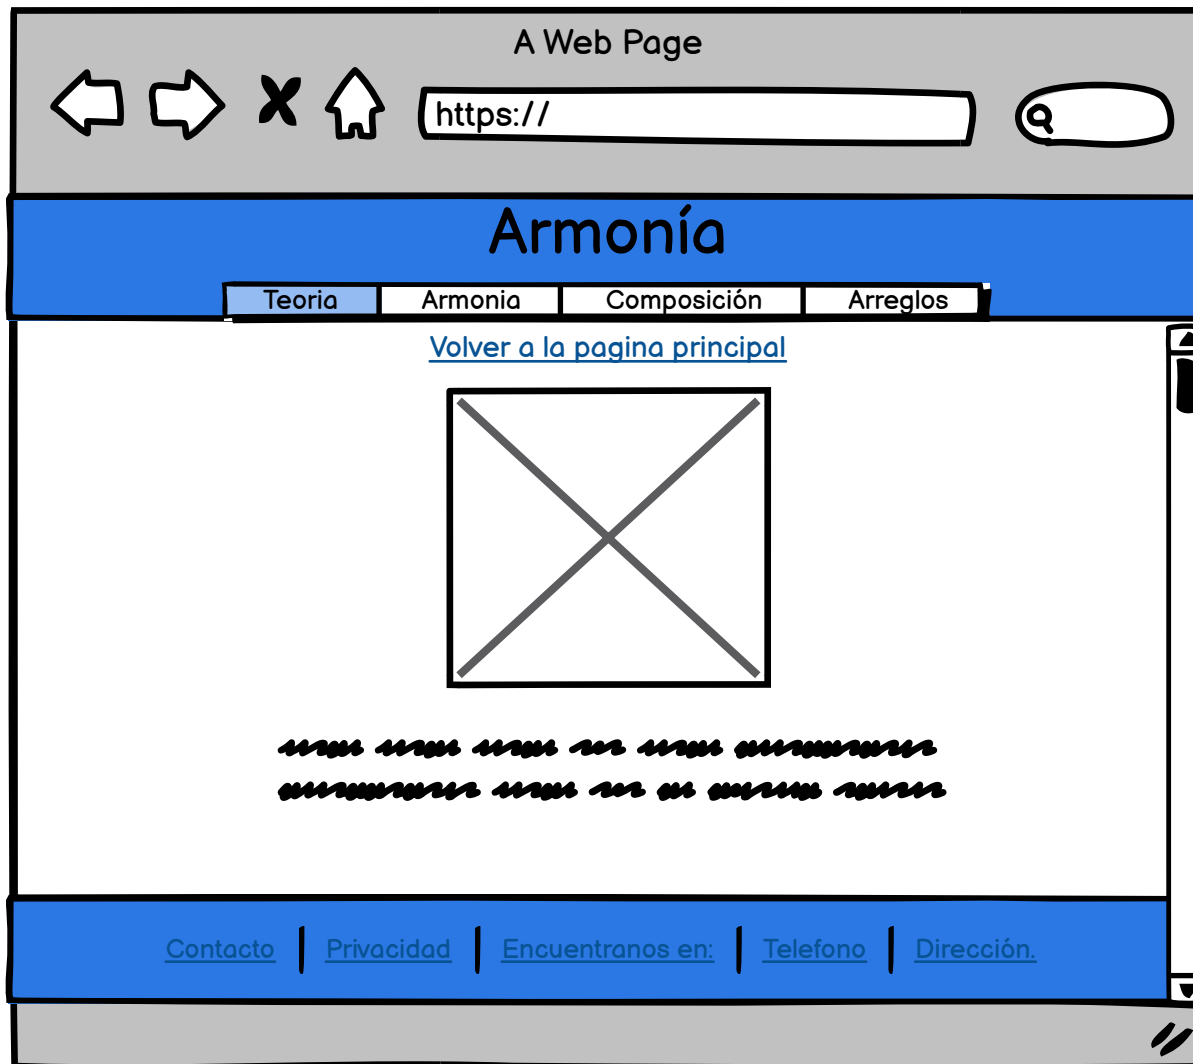 A Web Page
https://
Armonía
Teoria Armonia Composición Arreglos
Volver a la pagina principal
Contacto Privacidad Encuentranos en: Telefono Dirección.